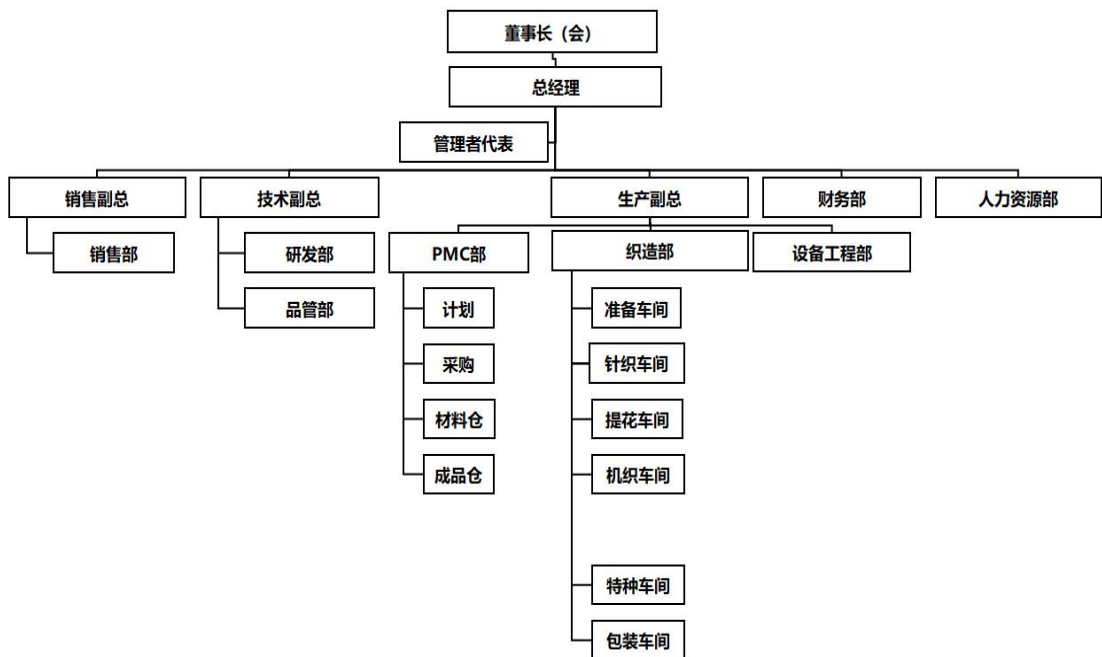 董事长（会）
总经理
管理者代表
销售副总
技术副总
生产副总
财务部
人力资源部
销售部
研发部
PMC部
织造部
设备工程部
品管部
计划
准备车间
采购
针织车间
材料仓
提花车间
成品仓
机织车间
特种车间
包装车间